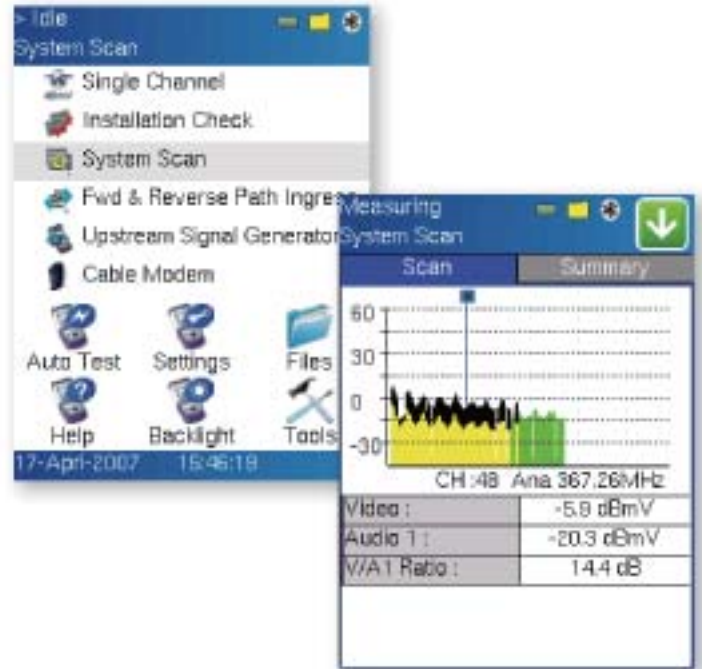 > Idle
System Scan
Single Channel
Installation Check
System Scan
Fwd & Reverse Path Ingress
Upstream Signal Generator
Cable Modem
Auto Test Settings Files
Help Backlight Tools
17-April-2007 15:46:19
Measuring
System Scan
Scan Summary
60
30
0
-30
CH :48 Ana 367.26MHz
Video : -5.9 dBmV
Audio 1 : -20.3 dBmV
V/A1 Ratio : 14.4 dB